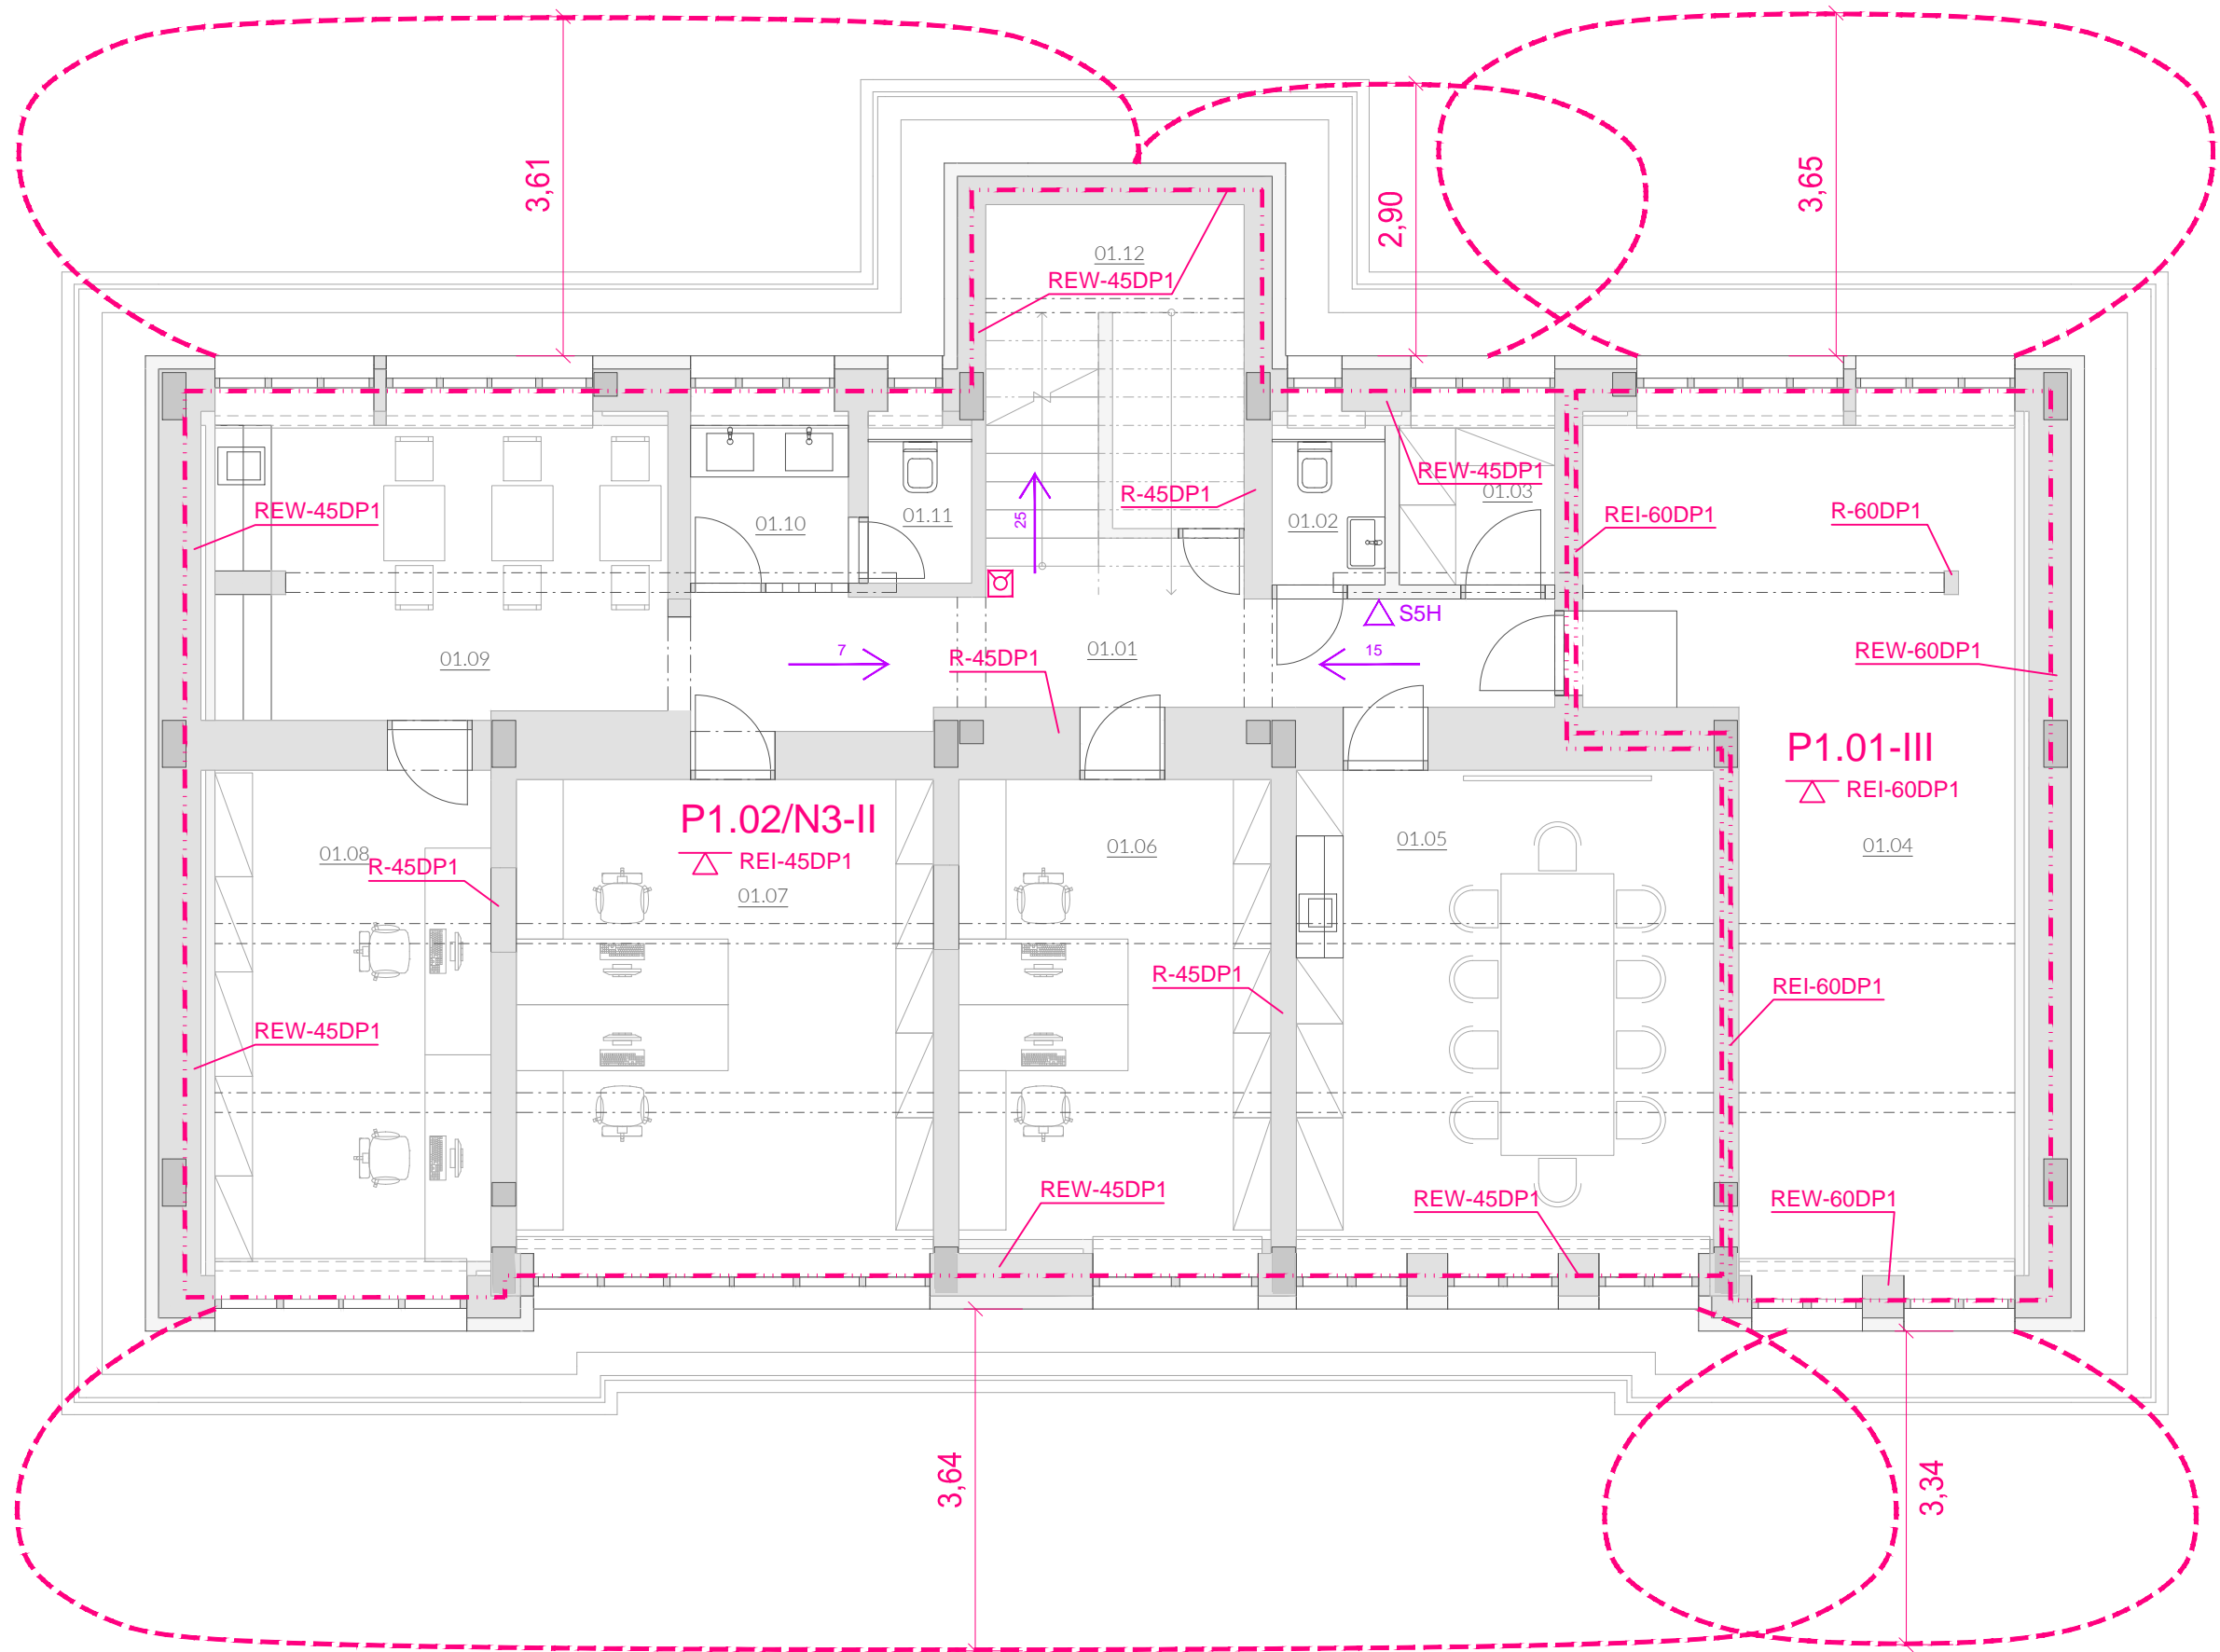 3,61
2,90
3,65
01.12
REW-45DP1
REW-45DP1
01.10
01.11
25
R-45DP1
01.02
REW-45DP1
01.03
REI-60DP1
R-60DP1
S5H
01.09
7
R-45DP1
01.01
15
REW-60DP1
P1.01-III
REI-60DP1
P1.02/N3-II
REI-45DP1
01.08
R-45DP1
01.07
01.06
01.05
01.04
R-45DP1
REI-60DP1
REW-45DP1
REW-45DP1
REW-45DP1
REW-60DP1
3,64
3,34